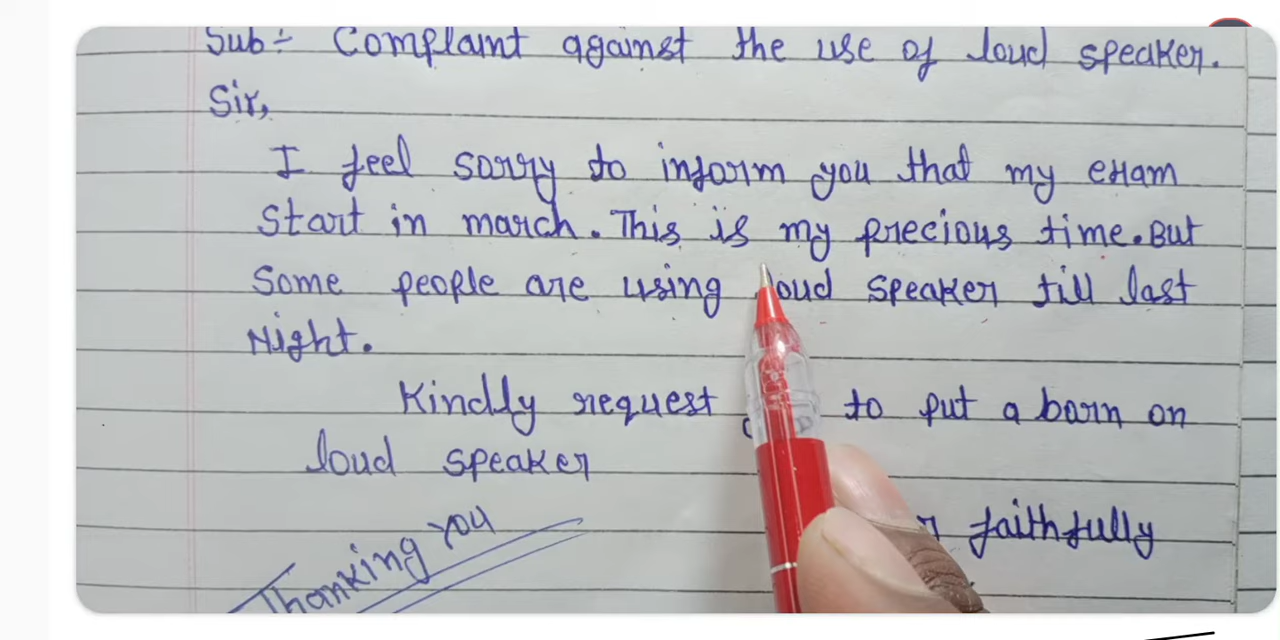 Sub:- Complaint against the use of loud speaker.
Sir,
I feel sorry to inform you that my exam
start in march. This is my precious time. But
some people are using loud speaker till last
Night.
Kindly request to put a barn on
loud speaker
faithfully
Thanking you